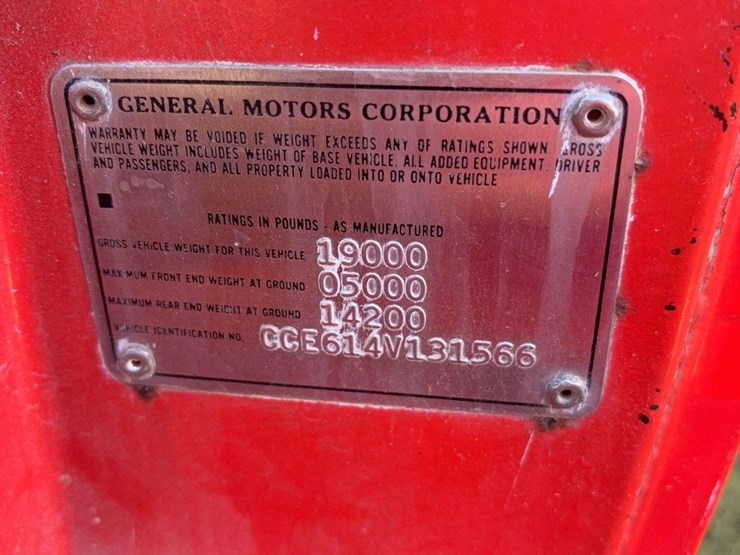 GENERAL MOTORS CORPORATION
WARRANTY MAY BE VOIDED IF WEIGHT EXCEEDS ANY OF RATINGS SHOWN. GROSS
VEHICLE WEIGHT INCLUDES WEIGHT OF BASE VEHICLE, ALL ADDED EQUIPMENT, DRIVER
AND PASSENGERS, AND ALL PROPERTY LOADED INTO OR ONTO VEHICLE
RATINGS IN POUNDS - AS MANUFACTURED
GROSS VEHICLE WEIGHT FOR THIS VEHICLE 19000
MAXIMUM FRONT END WEIGHT AT GROUND 05000
MAXIMUM REAR END WEIGHT AT GROUND 14200
VEHICLE IDENTIFICATION NO. CCE614V131566